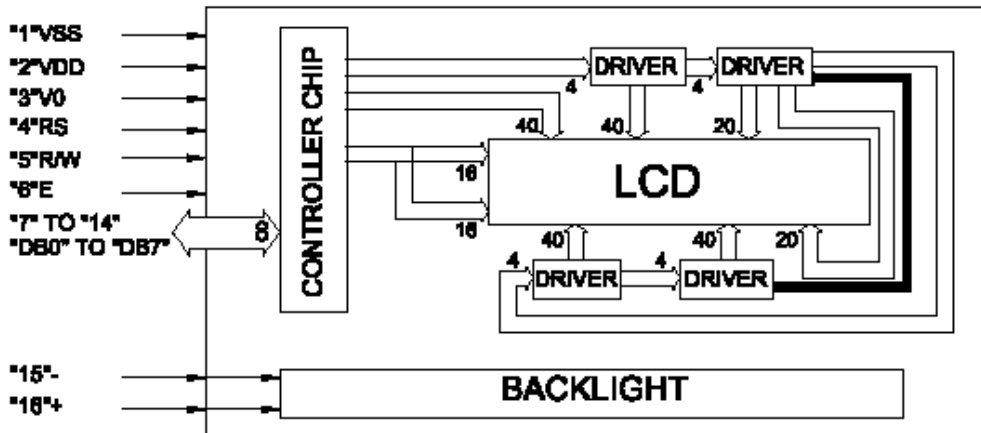 "1"VSS
"2"VDD
"3"V0
"4"RS
"5"R/W
"6"E
"7" TO "14"
"DB0" TO "DB7"
8
CONTROLLER CHIP
4
DRIVER
4
DRIVER
40
40
20
16
LCD
16
40
40
20
4
DRIVER
4
DRIVER
"15"-
"16"+
BACKLIGHT